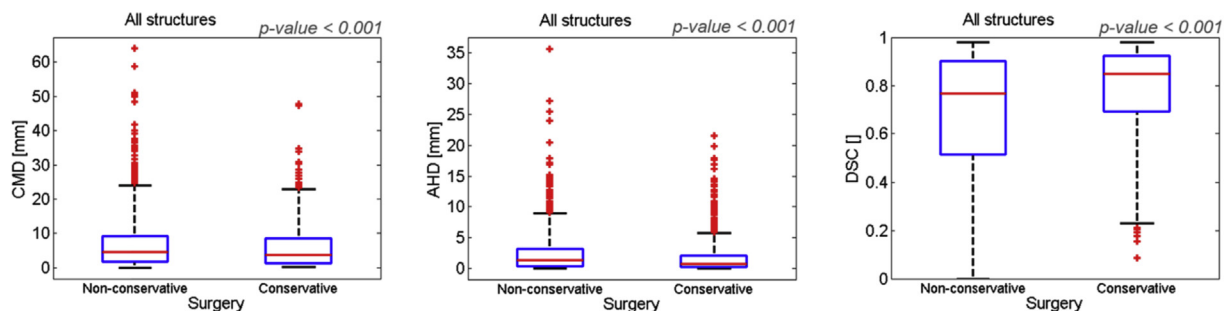 All structures
p-value < 0.001
CMD [mm]
60
50
40
30
20
10
0
Non-conservative Conservative
Surgery
All structures
p-value < 0.001
AHD [mm]
35
30
25
20
15
10
5
0
Non-conservative Conservative
Surgery
All structures
p-value < 0.001
DSC []
1
0.8
0.6
0.4
0.2
0
Non-conservative Conservative
Surgery